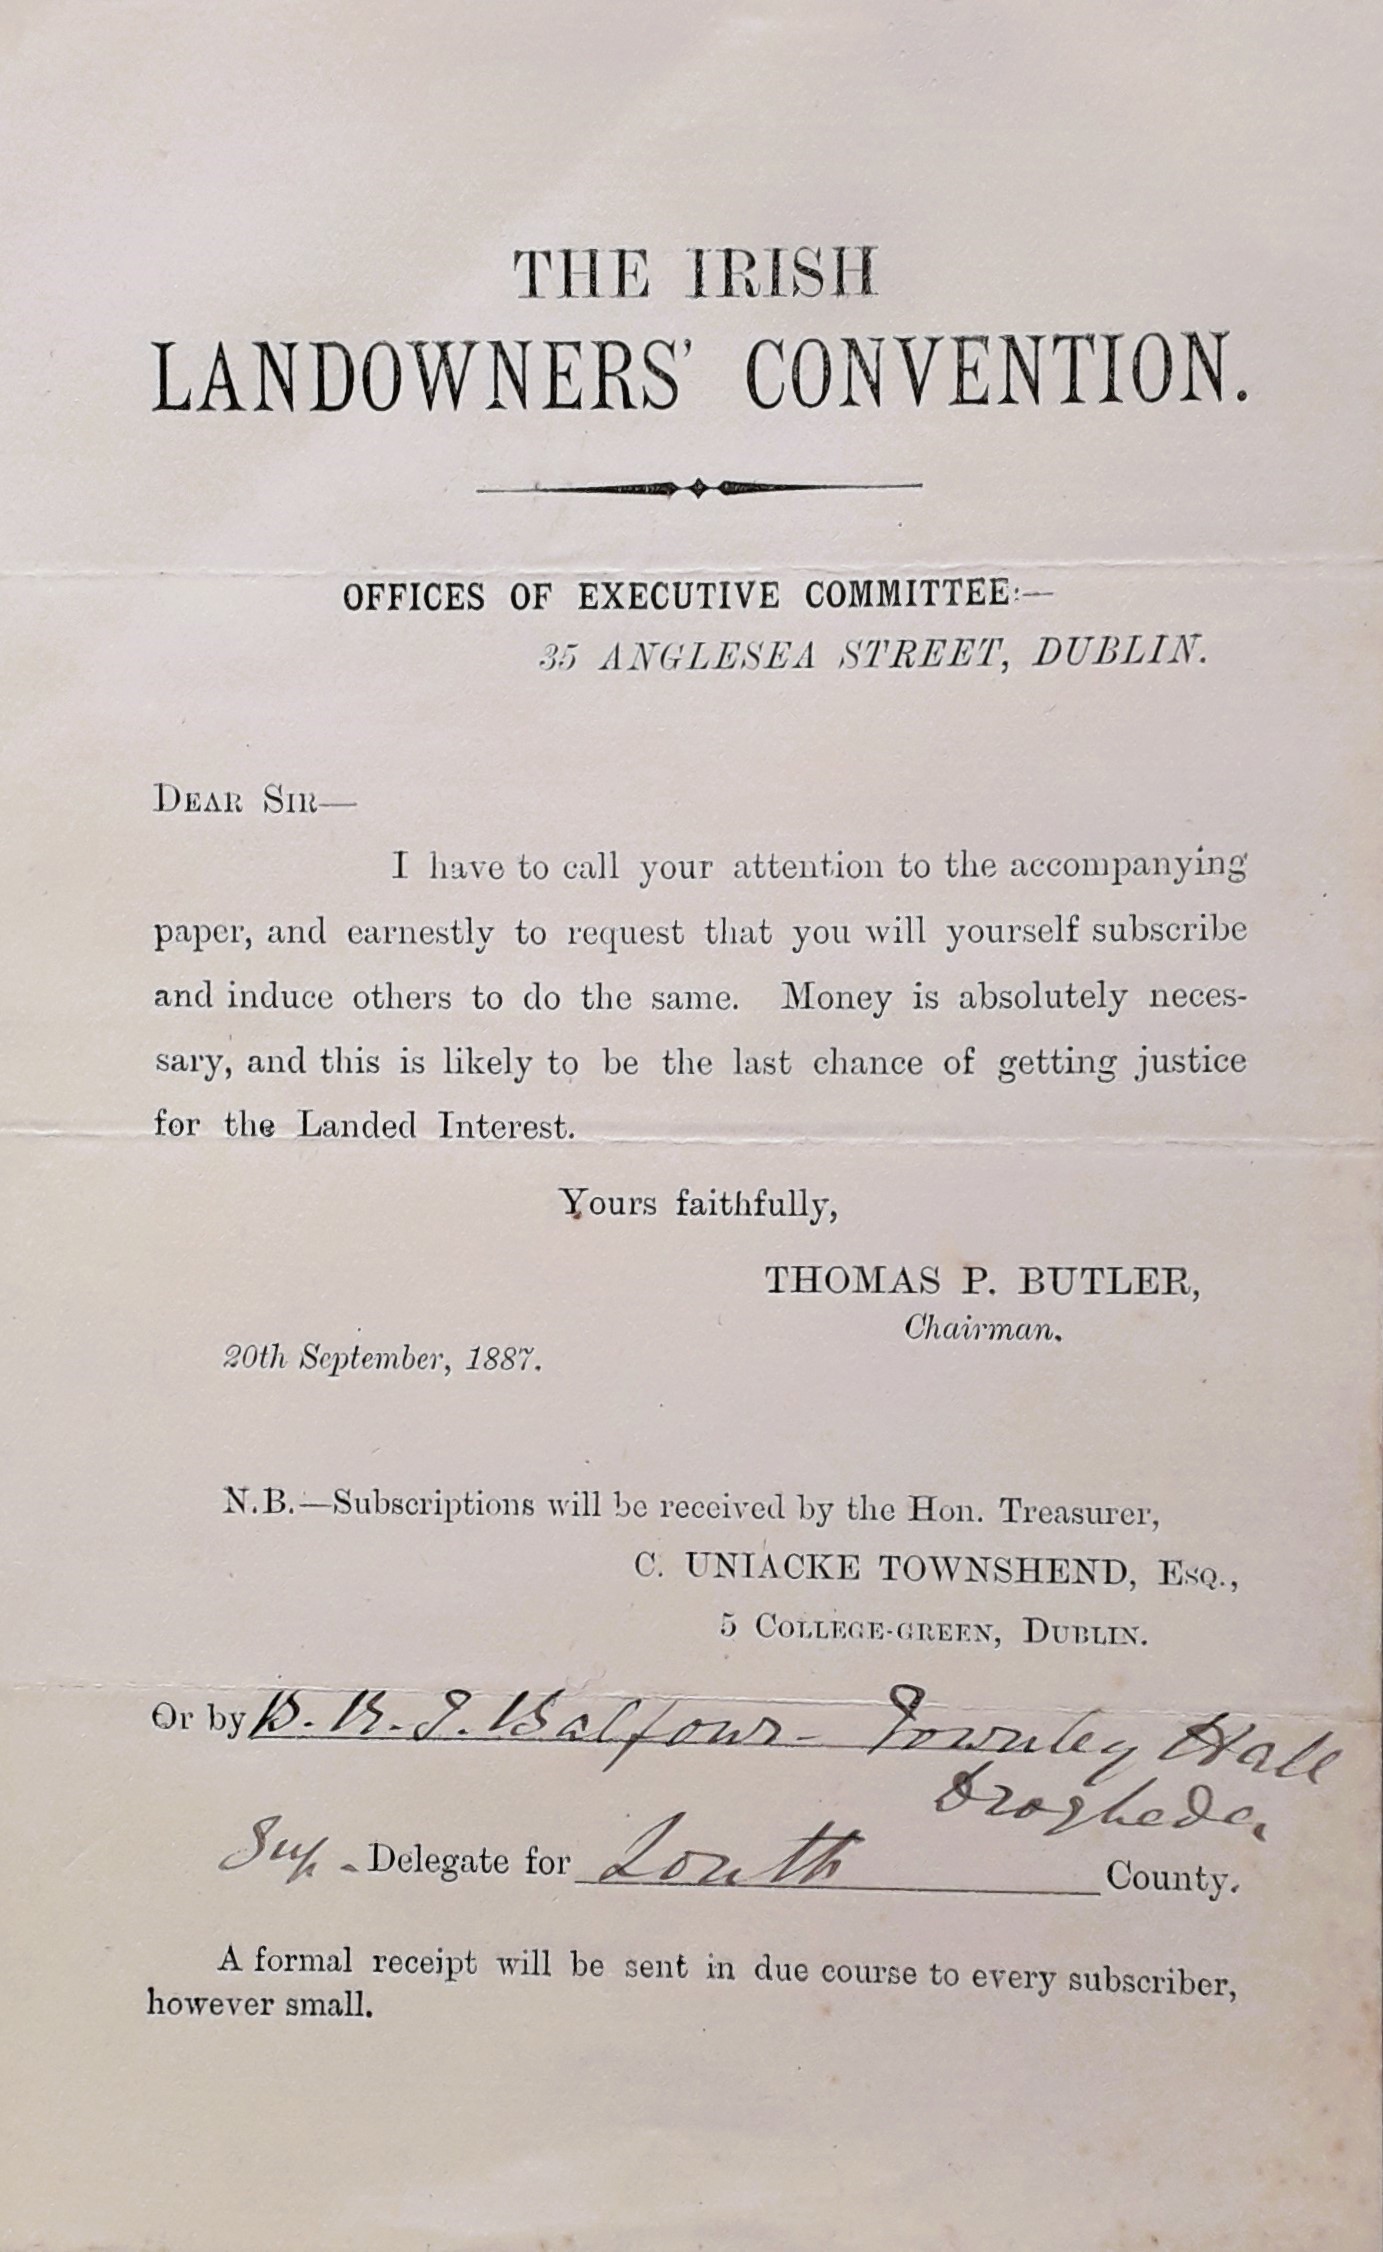 THE IRISH
LANDOWNERS' CONVENTION.
OFFICES OF EXECUTIVE COMMITTEE:—
35 ANGLESEA STREET, DUBLIN.
DEAR SIR—
I have to call your attention to the accompanying
paper, and earnestly to request that you will yourself subscribe
and induce others to do the same. Money is absolutely neces-
sary, and this is likely to be the last chance of getting justice
for the Landed Interest.
Yours faithfully,
THOMAS P. BUTLER,
Chairman.
20th September, 1887.
N.B.—Subscriptions will be received by the Hon. Treasurer,
C. UNIACKE TOWNSHEND, ESQ.,
5 COLLEGE-GREEN, DUBLIN.
Or by B. R. T. Balfour - Townley Hall
Drogheda
Sup. Delegate for Louth County.
A formal receipt will be sent in due course to every subscriber,
however small.